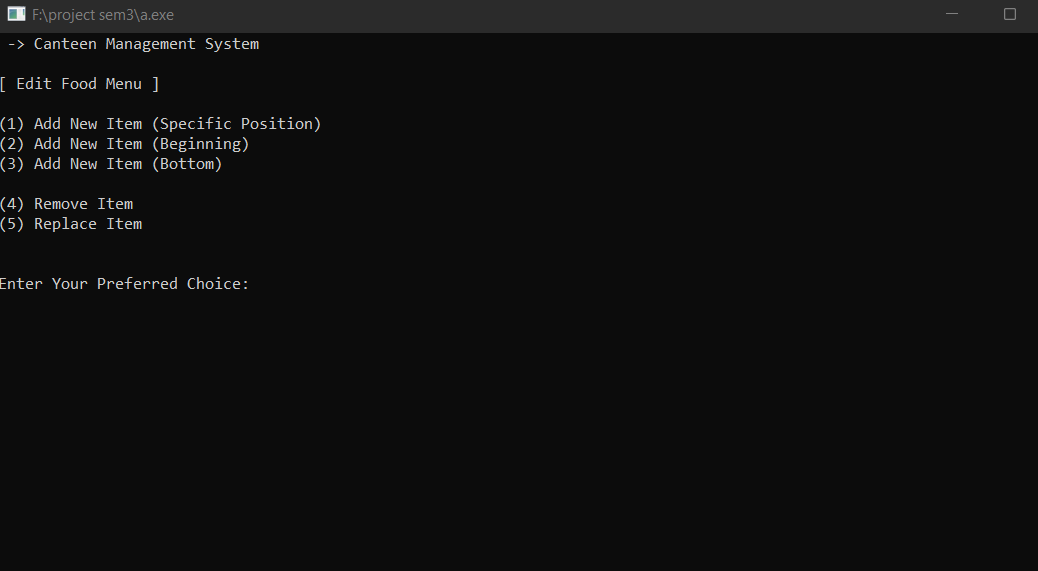 F:\project sem3\a.exe
-> Canteen Management System
[ Edit Food Menu ]
(1) Add New Item (Specific Position)
(2) Add New Item (Beginning)
(3) Add New Item (Bottom)
(4) Remove Item
(5) Replace Item
Enter Your Preferred Choice: